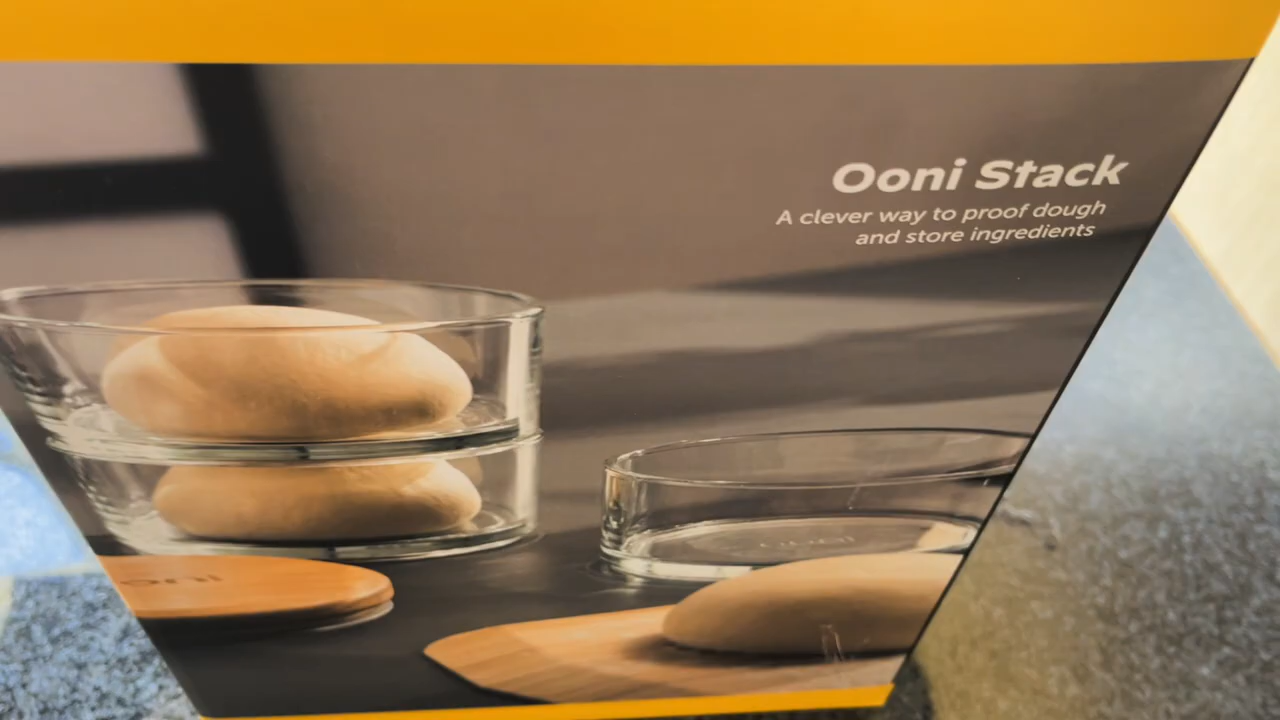 Ooni Stack
A clever way to proof dough
and store ingredients